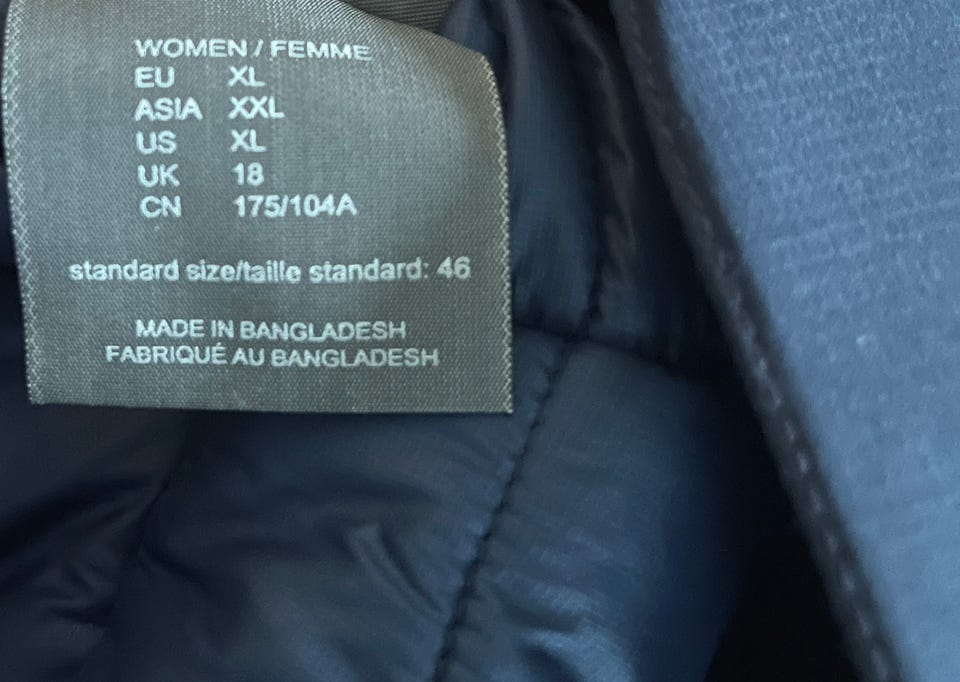 WOMEN / FEMME
EU XL
ASIA XXL
US XL
UK 18
CN 175/104A
standard size/taille standard: 46
MADE IN BANGLADESH
FABRIQUÉ AU BANGLADESH